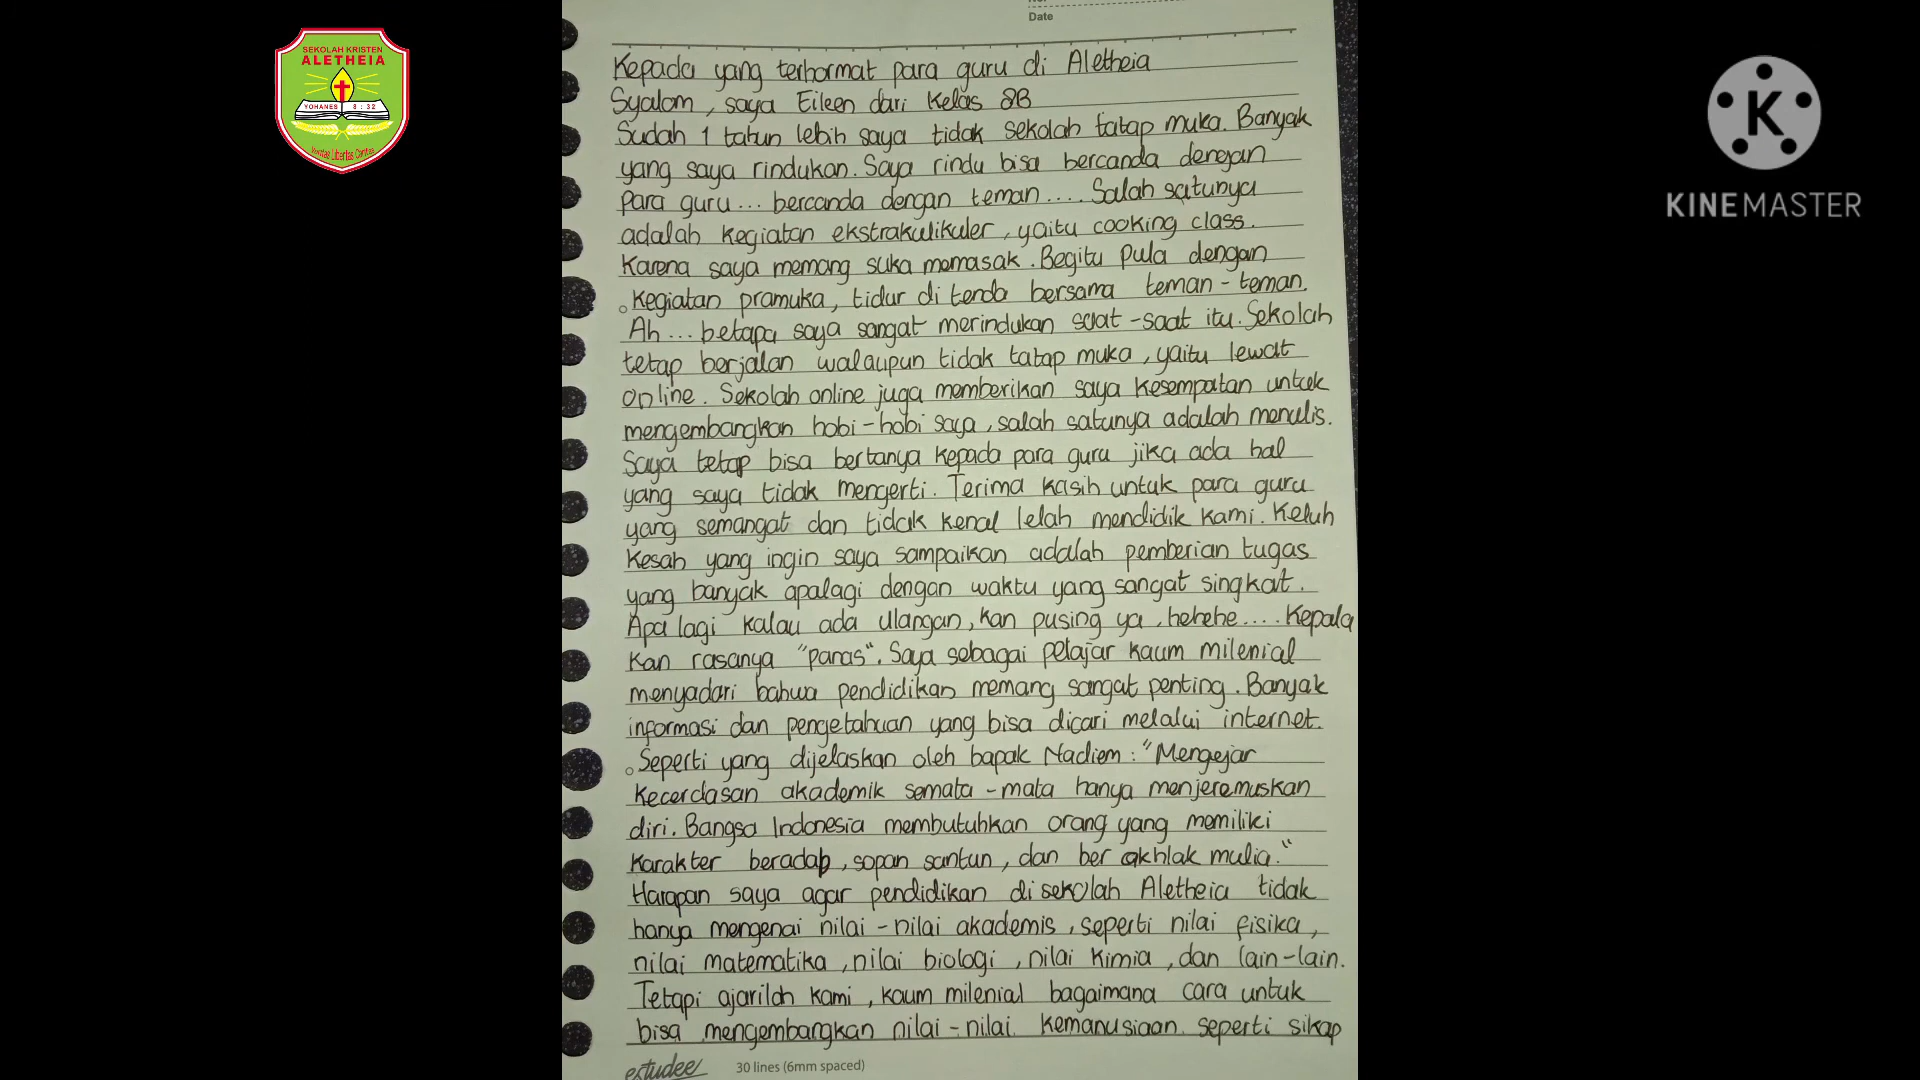 SEKOLAH KRISTEN
ALETHEIA
YOHANES 8 : 32
Veritas Libertas Caritas
K
KINEMASTER
Date
Kepada yang terhormat para guru di Aletheia
Syalom, saya Eileen dari kelas 8B
Sudah 1 tahun lebih saya tidak sekolah tatap muka. Banyak
yang saya rindukan. Saya rindu bisa bercanda dengan
para guru... bercanda dengan teman.... Salah satunya
adalah kegiatan ekstrakulikuler, yaitu cooking class.
Karena saya memang suka memasak. Begitu pula dengan
kegiatan pramuka, tidur di tenda bersama teman-teman.
Ah... betapa saya sangat merindukan saat-saat itu. Sekolah
tetap berjalan walaupun tidak tatap muka, yaitu lewat
online. Sekolah online juga memberikan saya kesempatan untuk
mengembangkan hobi-hobi saya, salah satunya adalah menulis.
Saya tetap bisa bertanya kepada para guru jika ada hal
yang saya tidak mengerti. Terima kasih untuk para guru
yang semangat dan tidak kenal lelah mendidik kami. Keluh
kesah yang ingin saya sampaikan adalah pemberian tugas
yang banyak apalagi dengan waktu yang sangat singkat.
Apa lagi kalau ada ulangan, kan pusing ya, hehehe.... Kepala
kan rasanya "panas". Saya sebagai pelajar kaum milenial
menyadari bahwa pendidikan memang sangat penting. Banyak
informasi dan pengetahuan yang bisa dicari melalui internet.
Seperti yang dijelaskan oleh bapak Nadiem: "Mengejar
kecerdasan akademik semata-mata hanya menjeremuskan
diri. Bangsa Indonesia membutuhkan orang yang memiliki
karakter beradab, sopan santun, dan ber akhlak mulia."
Harapan saya agar pendidikan di sekolah Aletheia tidak
hanya mengenai nilai-nilai akademis, seperti nilai fisika,
nilai matematika, nilai biologi, nilai kimia, dan lain-lain.
Tetapi ajarilah kami, kaum milenial bagaimana cara untuk
bisa mengembangkan nilai-nilai kemanusiaan seperti sikap
estudee 30 lines (6mm spaced)